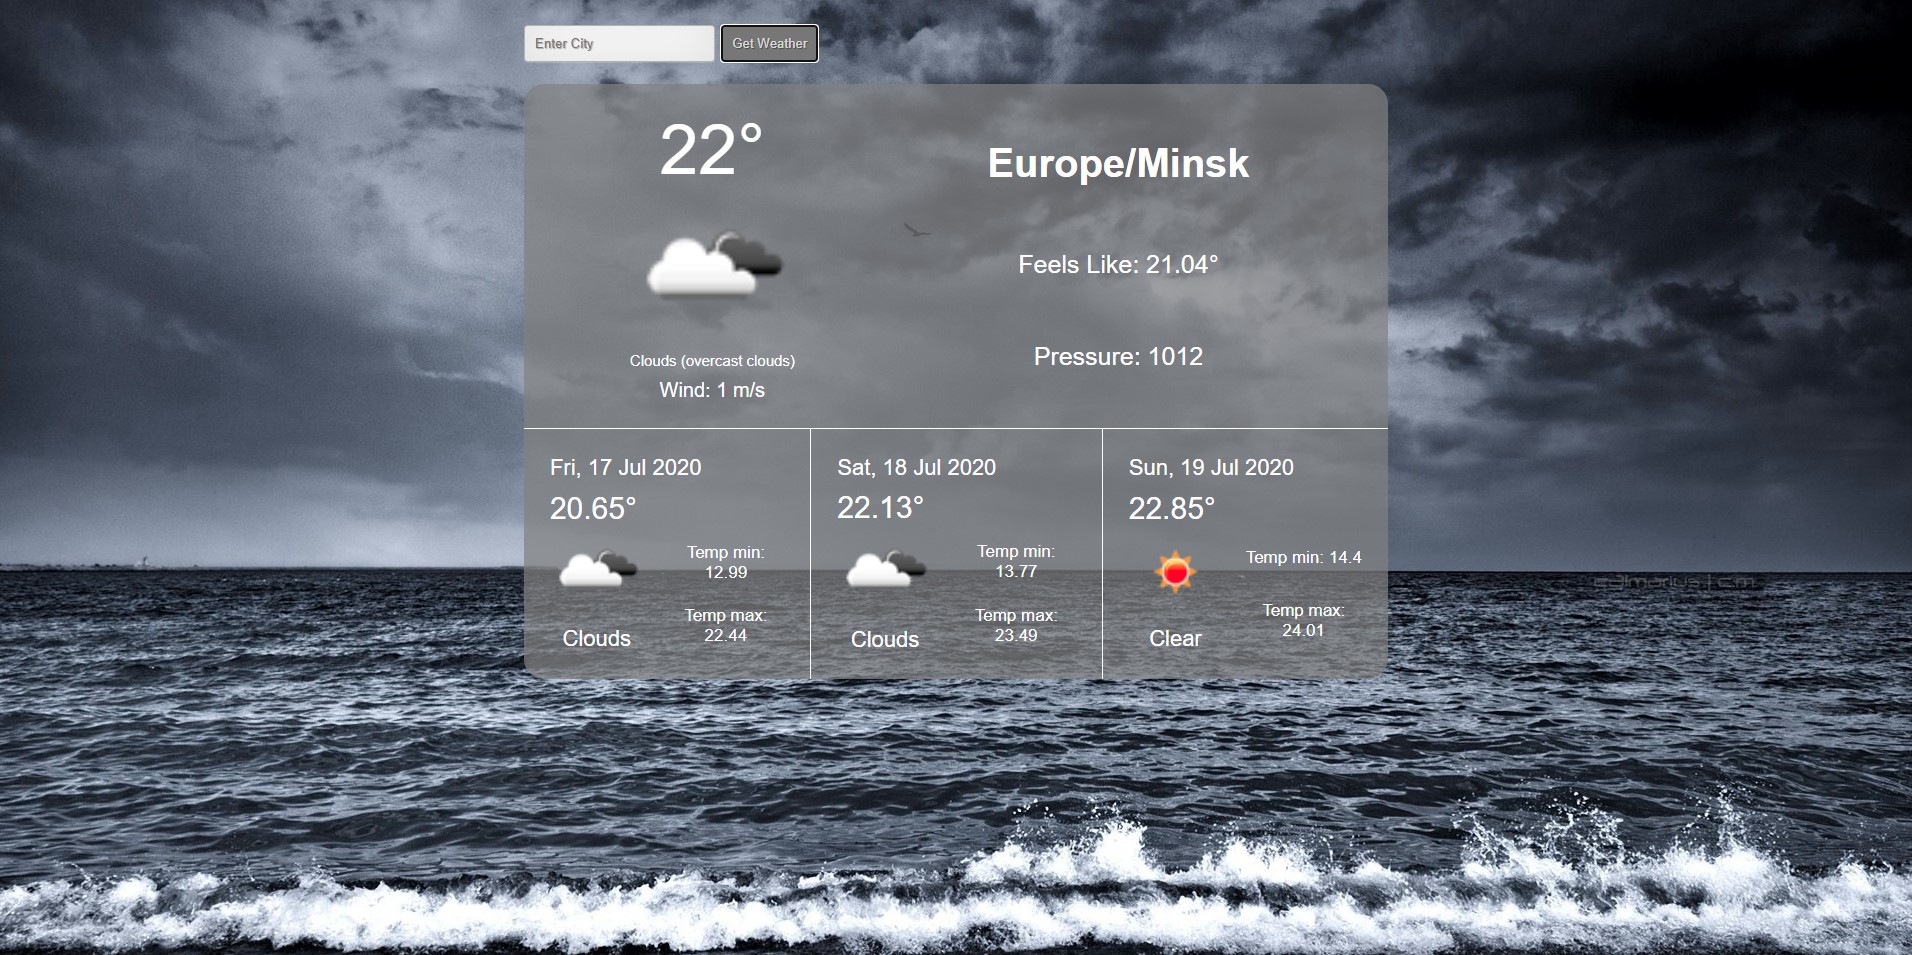 Enter City
Get Weather
22°
Europe/Minsk
Feels Like: 21.04°
Pressure: 1012
Clouds (overcast clouds)
Wind: 1 m/s
Fri, 17 Jul 2020
20.65°
Temp min:
12.99
Temp max:
22.44
Clouds
Sat, 18 Jul 2020
22.13°
Temp min:
13.77
Temp max:
23.49
Clouds
Sun, 19 Jul 2020
22.85°
Temp min: 14.4
Temp max:
24.01
Clear